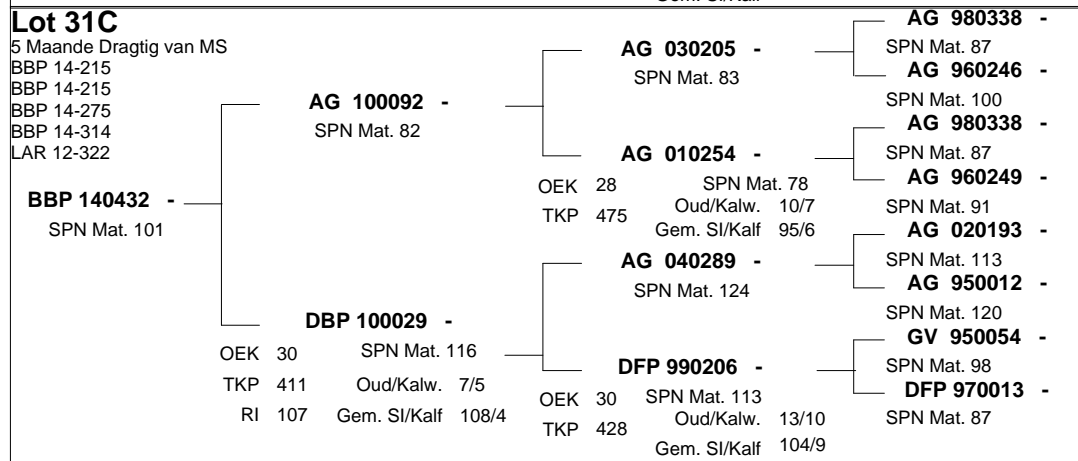 Gem. SI/Kalf
Lot 31C
5 Maande Dragtig van MS
BBP 14-215
BBP 14-215
BBP 14-275
BBP 14-314
LAR 12-322
BBP 140432 -
SPN Mat. 101
AG 100092 -
SPN Mat. 82
DBP 100029 -
OEK 30 SPN Mat. 116
TKP 411 Oud/Kalw. 7/5
RI 107 Gem. SI/Kalf 108/4
AG 030205 -
SPN Mat. 83
AG 010254 -
OEK 28 SPN Mat. 78
TKP 475 Oud/Kalw. 10/7
Gem. SI/Kalf 95/6
AG 040289 -
SPN Mat. 124
DFP 990206 -
OEK 30 SPN Mat. 113
TKP 428 Oud/Kalw. 13/10
Gem. SI/Kalf 104/9
AG 980338 -
SPN Mat. 87
AG 960246 -
SPN Mat. 100
AG 980338 -
SPN Mat. 87
AG 960249 -
SPN Mat. 91
AG 020193 -
SPN Mat. 113
AG 950012 -
SPN Mat. 120
GV 950054 -
SPN Mat. 98
DFP 970013 -
SPN Mat. 87